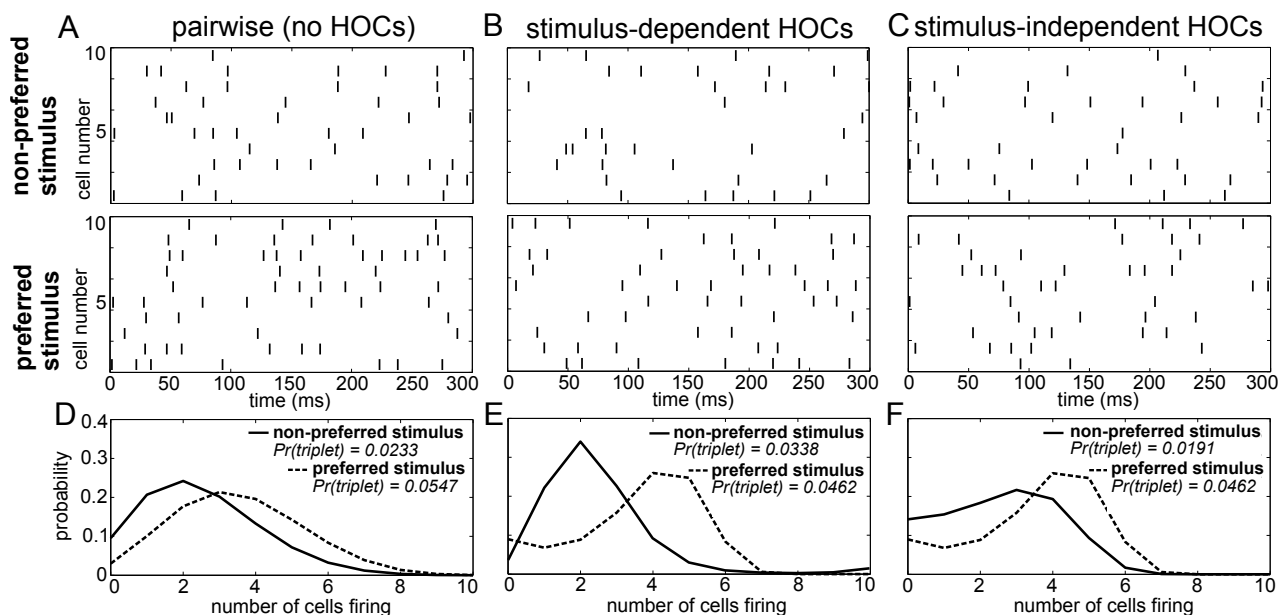 A pairwise (no HOCs)
B stimulus-dependent HOCs
C stimulus-independent HOCs
non-preferred
stimulus
cell number
10
5
preferred
stimulus
cell number
10
5
0 50 100 150 200 250 300
time (ms)
0 50 100 150 200 250 300
time (ms)
0 50 100 150 200 250 300
time (ms)
D
probability
0.4
0.3
0.2
0.1
0
non-preferred stimulus
Pr(triplet) = 0.0233
preferred stimulus
Pr(triplet) = 0.0547
0 2 4 6 8 10
number of cells firing
E
non-preferred stimulus
Pr(triplet) = 0.0338
preferred stimulus
Pr(triplet) = 0.0462
0 2 4 6 8 10
number of cells firing
F
non-preferred stimulus
Pr(triplet) = 0.0191
preferred stimulus
Pr(triplet) = 0.0462
0 2 4 6 8 10
number of cells firing